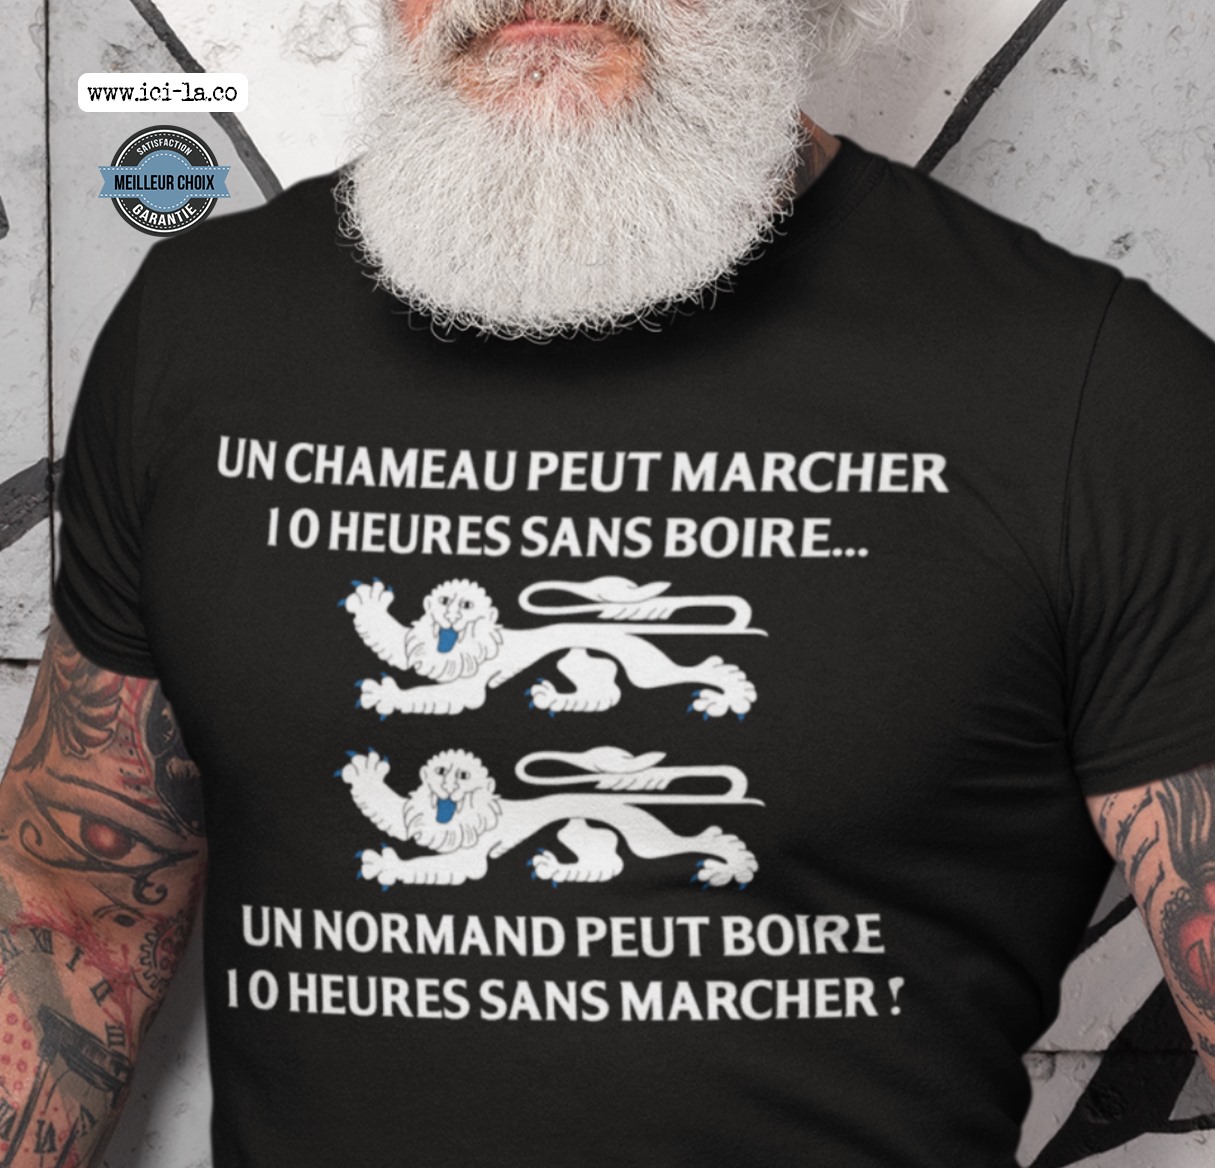 www.ici-la.co
SATISFACTION
MEILLEUR CHOIX
GARANTIE
UN CHAMEAU PEUT MARCHER
10 HEURES SANS BOIRE...
UN NORMAND PEUT BOIRE
10 HEURES SANS MARCHER !